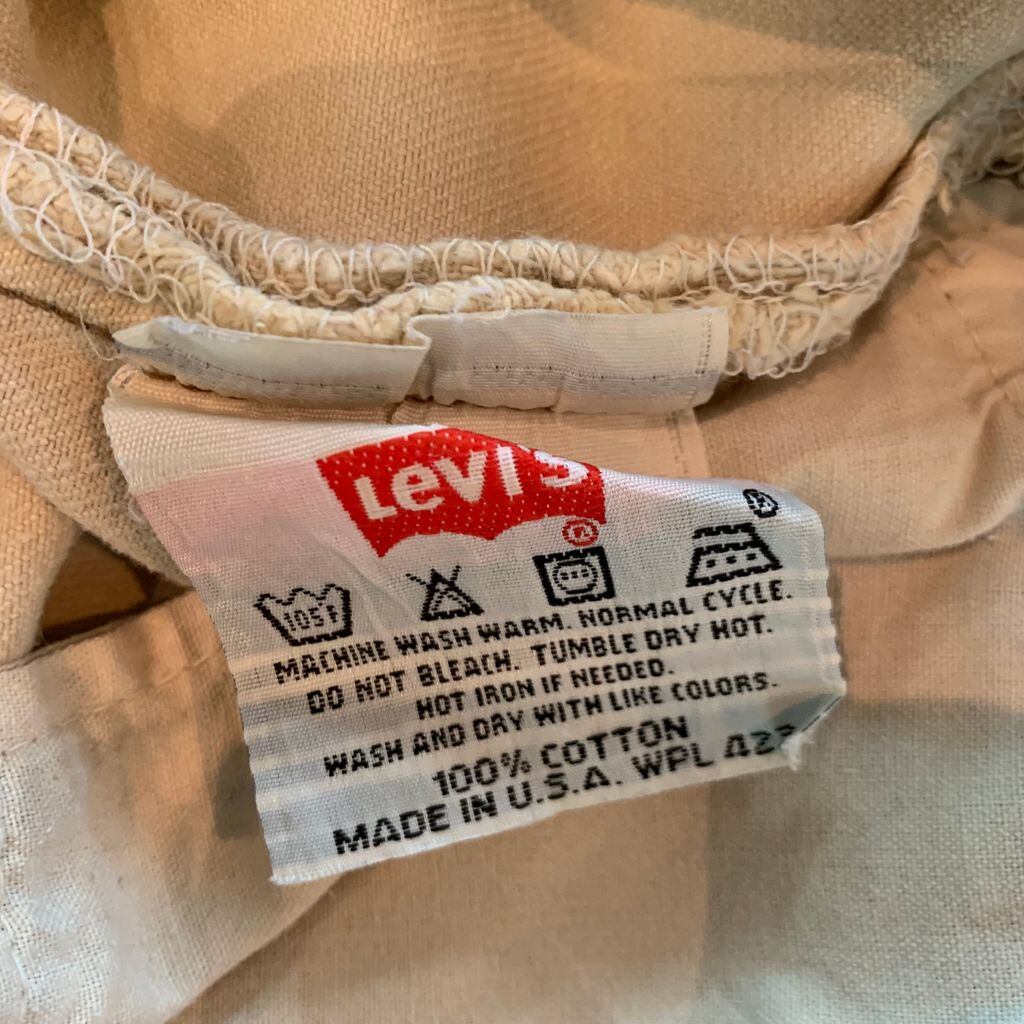 Levi's
®
105F
MACHINE WASH WARM. NORMAL CYCLE.
DO NOT BLEACH. TUMBLE DRY HOT.
HOT IRON IF NEEDED.
WASH AND DRY WITH LIKE COLORS.
100% COTTON
MADE IN U.S.A. WPL 423